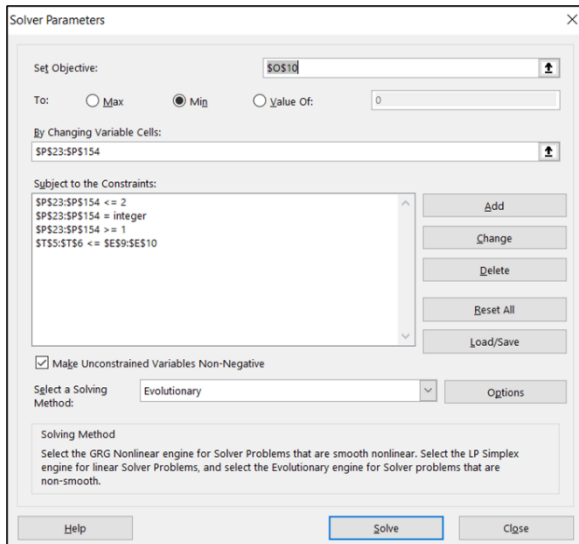 Solver Parameters
Set Objective:
$O$10
To:
Max
Min
Value Of:
0
By Changing Variable Cells:
$P$23:$P$154
Subject to the Constraints:
$P$23:$P$154 <= 2
$P$23:$P$154 = integer
$P$23:$P$154 >= 1
$T$5:$T$6 <= $E$9:$E$10
Add
Change
Delete
Reset All
Load/Save
Make Unconstrained Variables Non-Negative
Select a Solving
Method:
Evolutionary
Options
Solving Method
Select the GRG Nonlinear engine for Solver Problems that are smooth nonlinear. Select the LP Simplex
engine for linear Solver Problems, and select the Evolutionary engine for Solver problems that are
non-smooth.
Help
Solve
Close